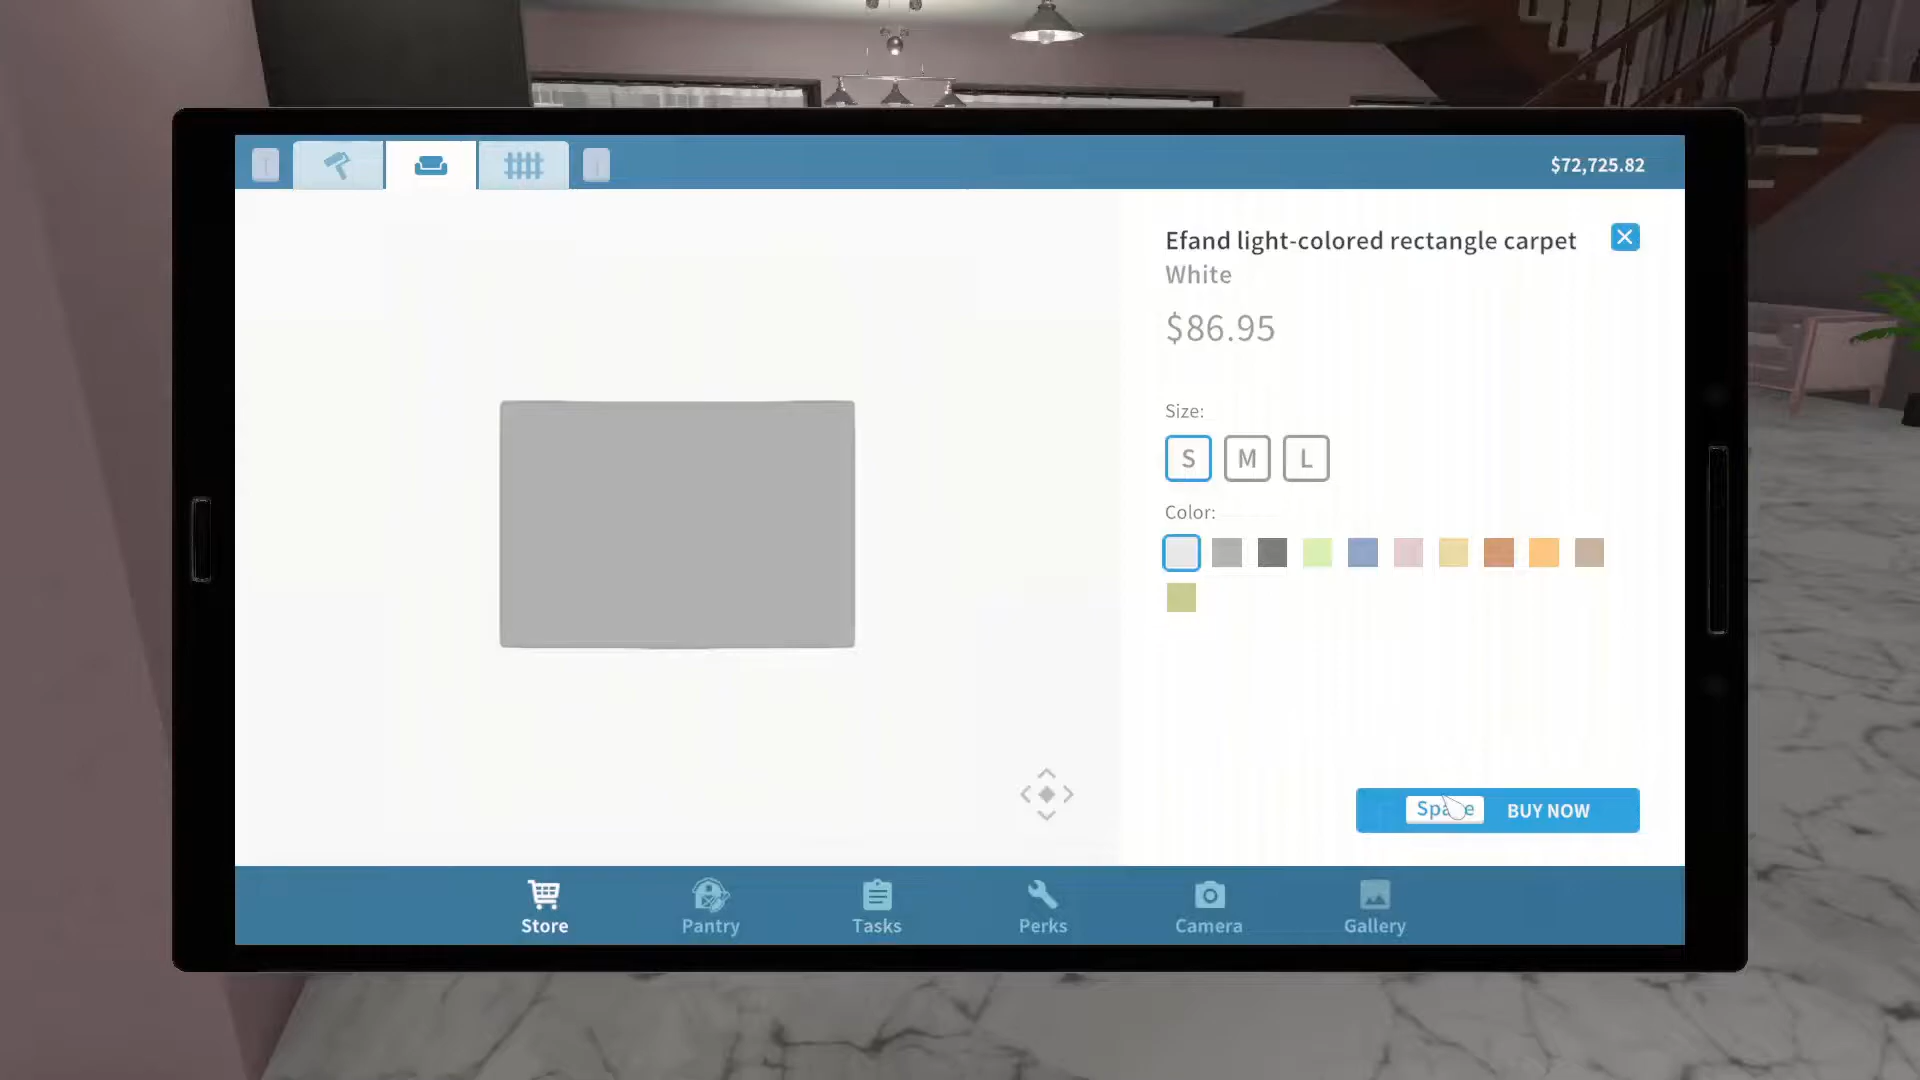 $72,725.82
Efand light-colored rectangle carpet
White
$86.95
Size:
S M L
Color:
Space BUY NOW
Store Pantry Tasks Perks Camera Gallery